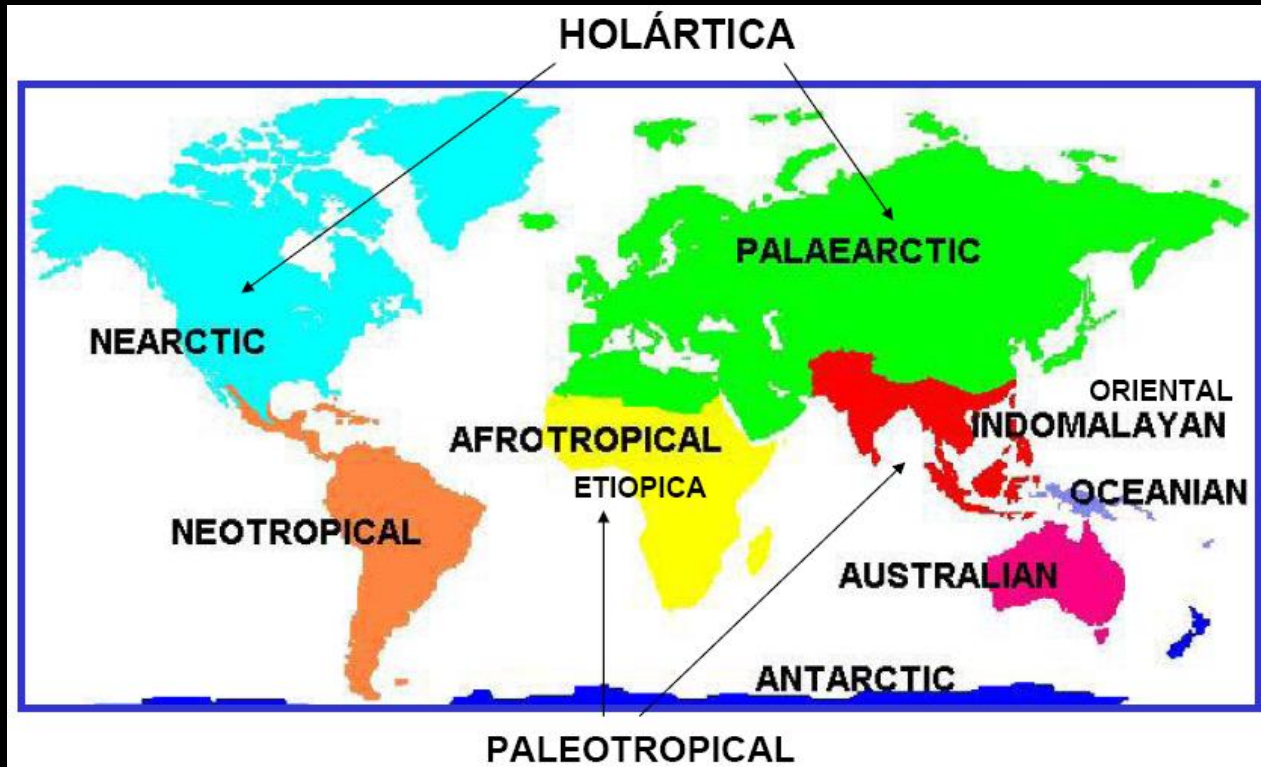 HOLÁRTICA
PALAEARCTIC
NEARCTIC
ORIENTAL
INDOMALAYAN
AFROTROPICAL
ETIOPICA
OCEANIAN
NEOTROPICAL
AUSTRALIAN
ANTARCTIC
PALEOTROPICAL